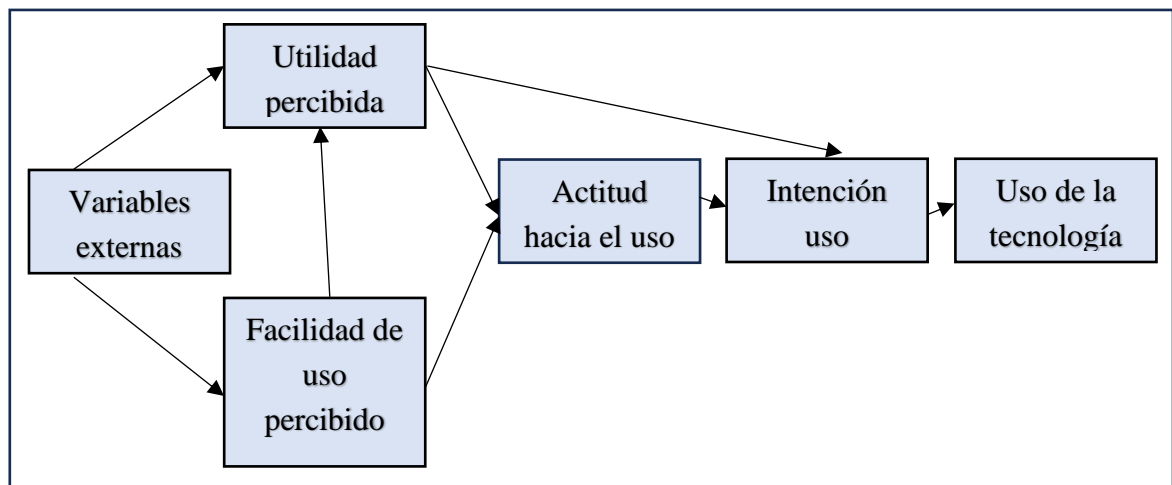 Utilidad
percibida
Variables
externas
Facilidad de
uso
percibido
Actitud
hacia el uso
Intención
uso
Uso de la
tecnología